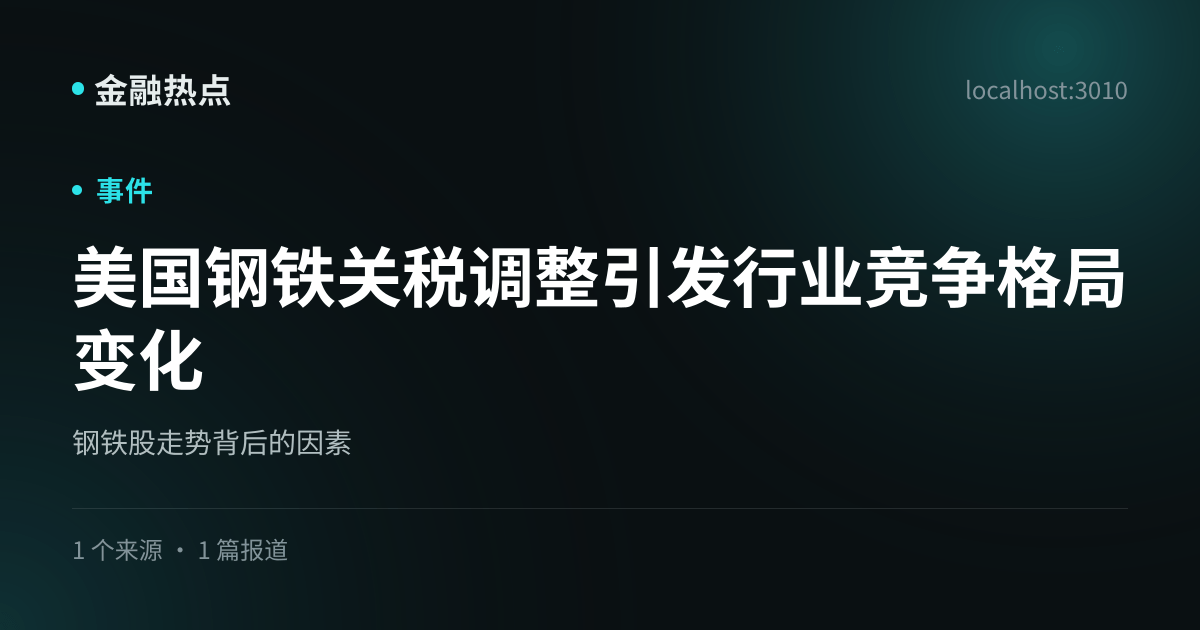 金融热点
localhost:3010
事件
美国钢铁关税调整引发行业竞争格局
变化
钢铁股走势背后的因素
1 个来源 · 1 篇报道